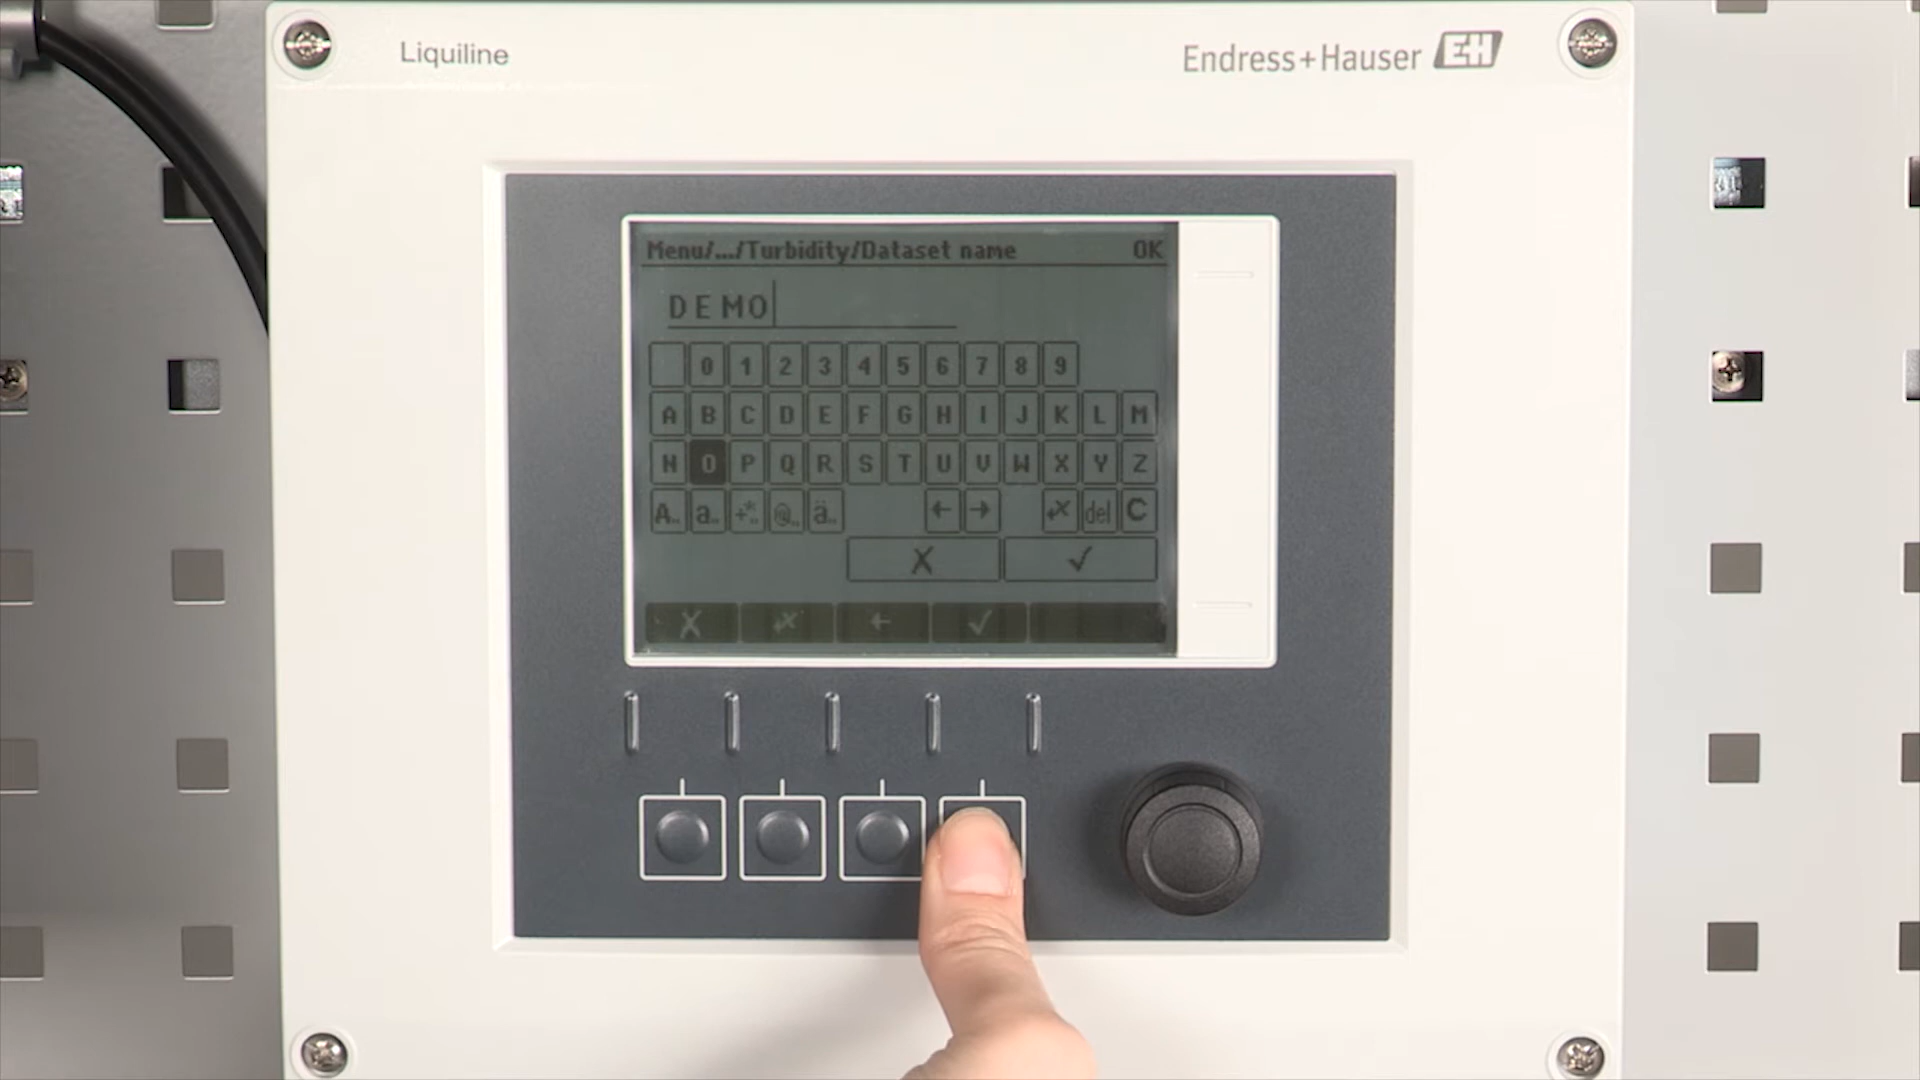 Liquiline
Endress+Hauser EH
Menu/.../Turbidity/Dataset name OK
DEMO
0 1 2 3 4 5 6 7 8 9
A B C D E F G H I J K L M
N O P Q R S T U V W X Y Z
A.. a.. +*.. @.. ä.. ← → ↚ del C
X ✓
X ← ✓